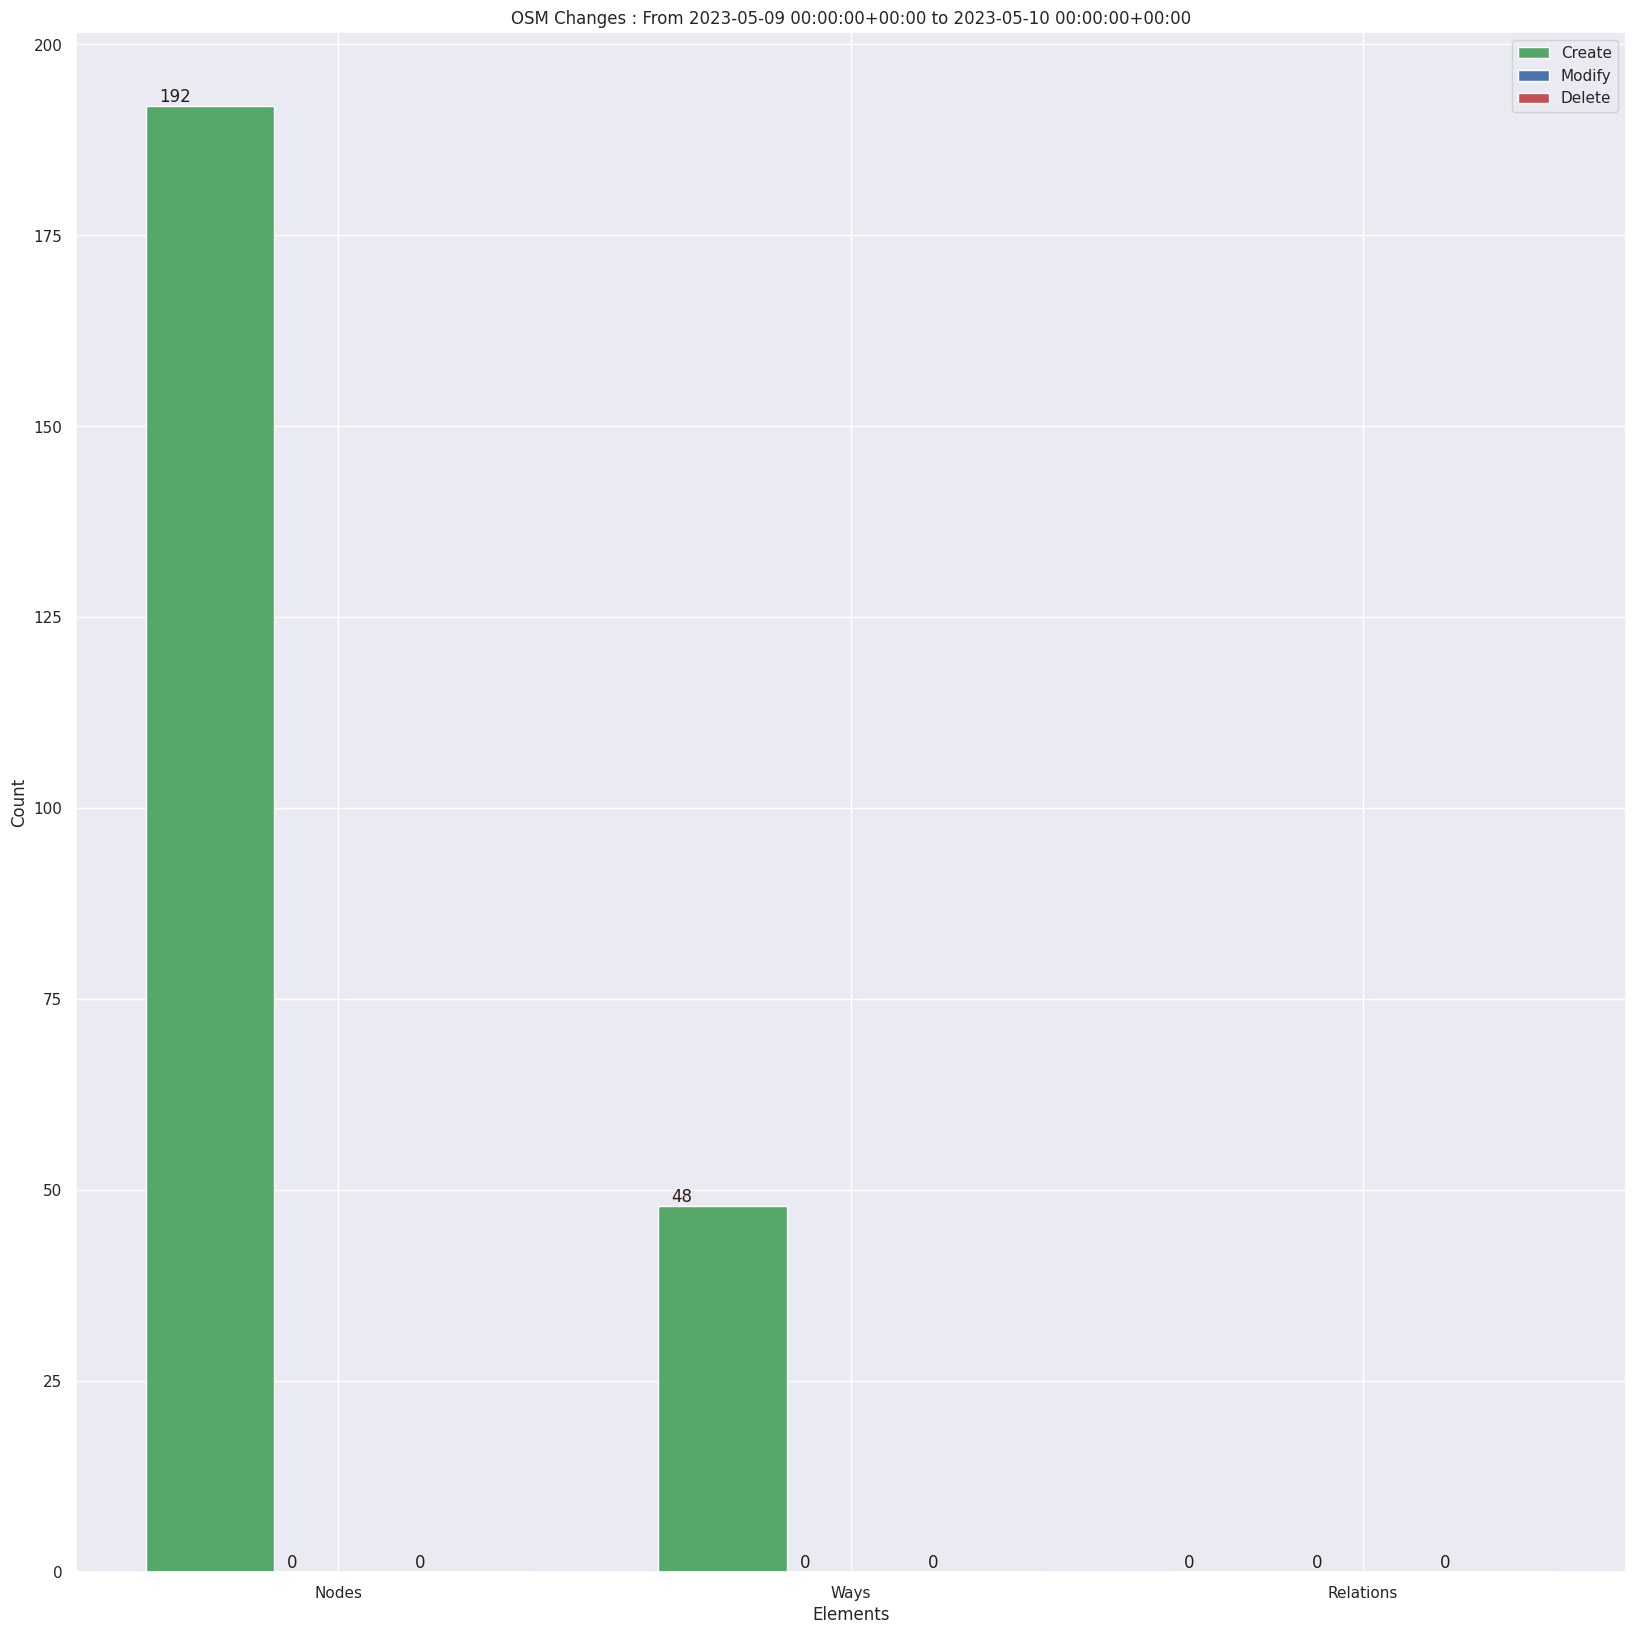 OSM Changes : From 2023-05-09 00:00:00+00:00 to 2023-05-10 00:00:00+00:00
Create
Modify
Delete
200
175
150
125
100
75
50
25
0
Count
192
0
0
48
0
0
0
0
0
Nodes
Ways
Relations
Elements